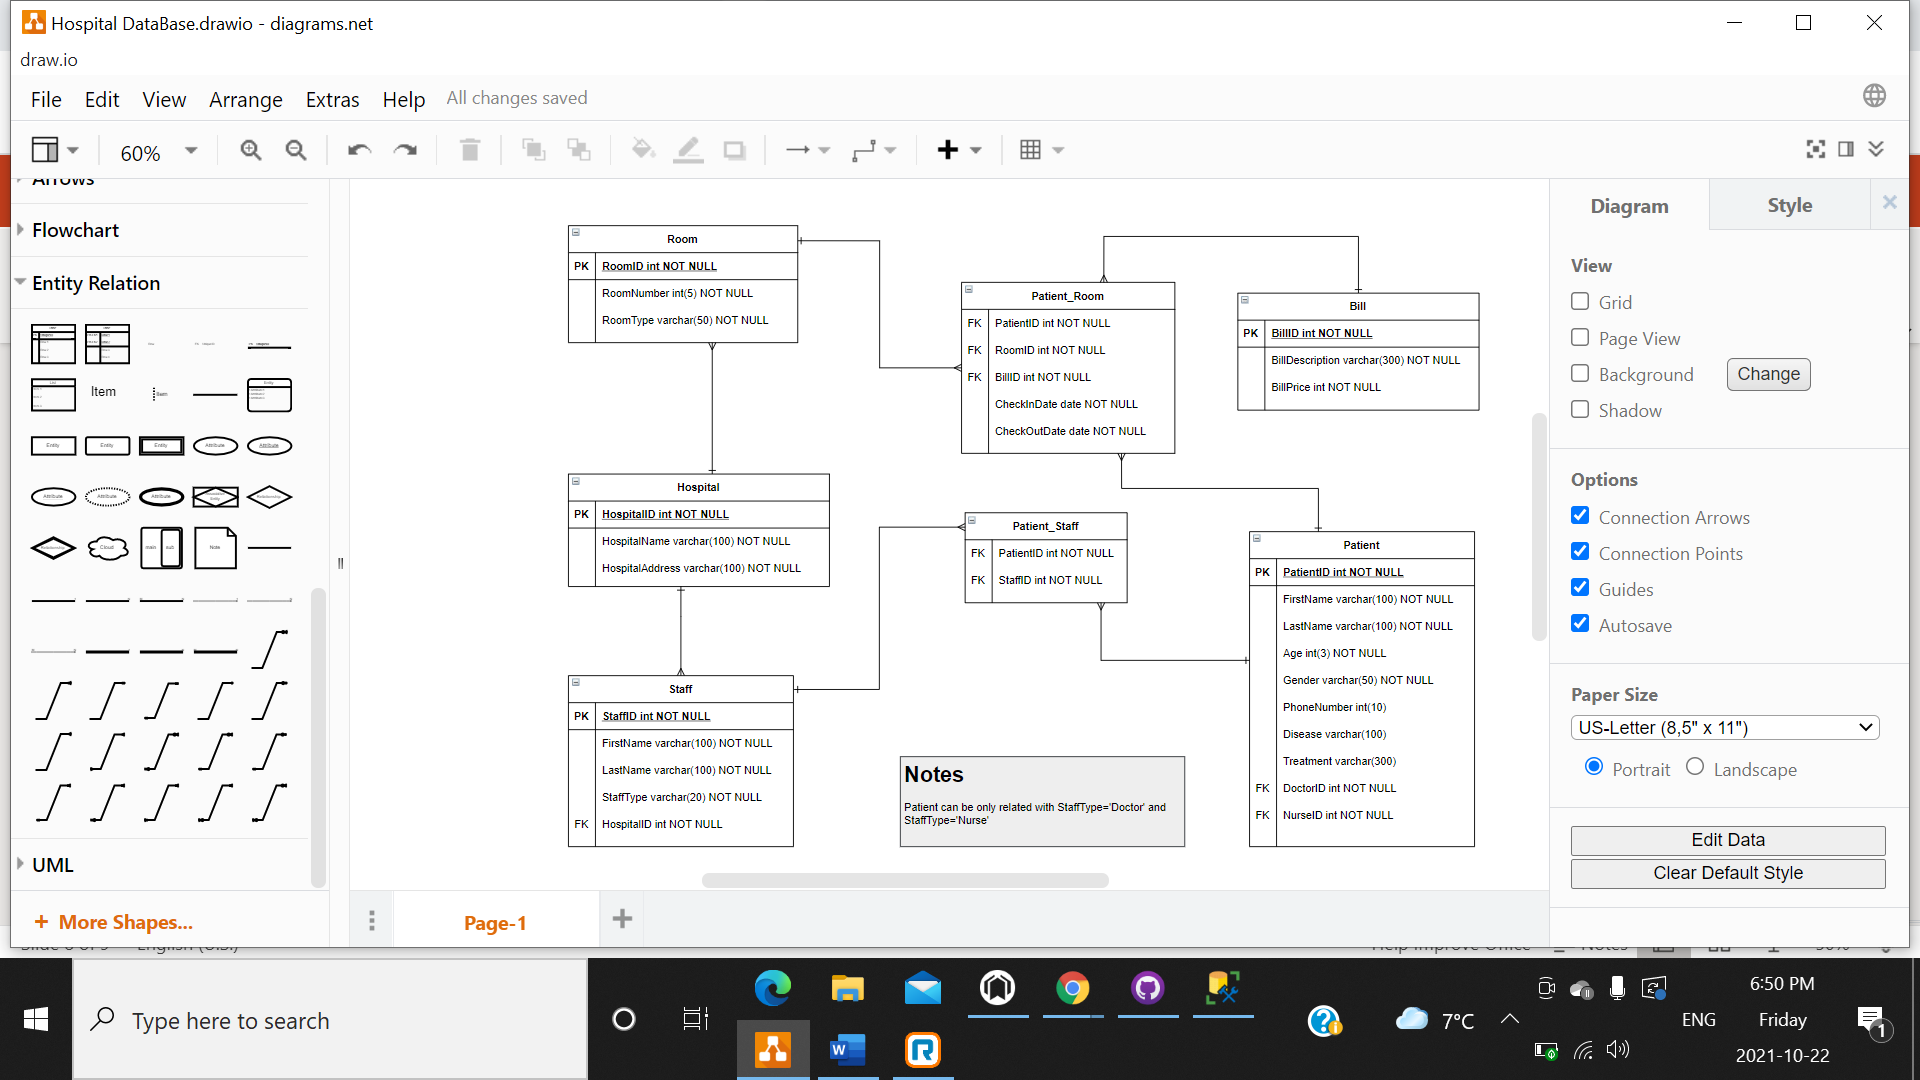 Hospital DataBase.drawio - diagrams.net
draw.io
File Edit View Arrange Extras Help All changes saved
60%
Arrows
Flowchart
Entity Relation
Item
UML
+ More Shapes...
Room
PK RoomID int NOT NULL
RoomNumber int(5) NOT NULL
RoomType varchar(50) NOT NULL
Patient_Room
FK PatientID int NOT NULL
FK RoomID int NOT NULL
FK BillID int NOT NULL
CheckInDate date NOT NULL
CheckOutDate date NOT NULL
Bill
PK BillID int NOT NULL
BillDescription varchar(300) NOT NULL
BillPrice int NOT NULL
Hospital
PK HospitalID int NOT NULL
HospitalName varchar(100) NOT NULL
HospitalAddress varchar(100) NOT NULL
Patient_Staff
FK PatientID int NOT NULL
FK StaffID int NOT NULL
Patient
PK PatientID int NOT NULL
FirstName varchar(100) NOT NULL
LastName varchar(100) NOT NULL
Age int(3) NOT NULL
Gender varchar(50) NOT NULL
PhoneNumber int(10)
Disease varchar(100)
Treatment varchar(300)
FK DoctorID int NOT NULL
FK NurseID int NOT NULL
Staff
PK StaffID int NOT NULL
FirstName varchar(100) NOT NULL
LastName varchar(100) NOT NULL
StaffType varchar(20) NOT NULL
FK HospitalID int NOT NULL
Notes
Patient can be only related with StaffType='Doctor' and
StaffType='Nurse'
Page-1
Diagram Style
View
Grid
Page View
Background Change
Shadow
Options
Connection Arrows
Connection Points
Guides
Autosave
Paper Size
US-Letter (8,5" x 11")
Portrait Landscape
Edit Data
Clear Default Style
Type here to search
7°C
ENG
6:50 PM
Friday
2021-10-22
1